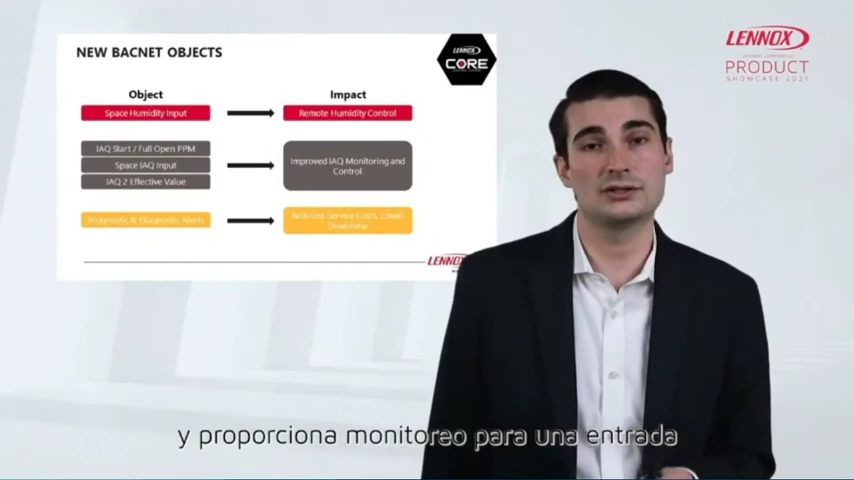 NEW BACNET OBJECTS
LENNOX
CORE
Object
Impact
Space Humidity Input
Remote Humidity Control
IAQ Start / Full Open PPM
Space IAQ Input
IAQ 2 Effective Value
Improved IAQ Monitoring and
Control
Prognostic & Diagnostic Alerts
Reduced Service Costs, Lower
Downtime
LENNOX
LENNOX
PRODUCT
SHOWCASE 2021
y proporciona monitoreo para una entrada